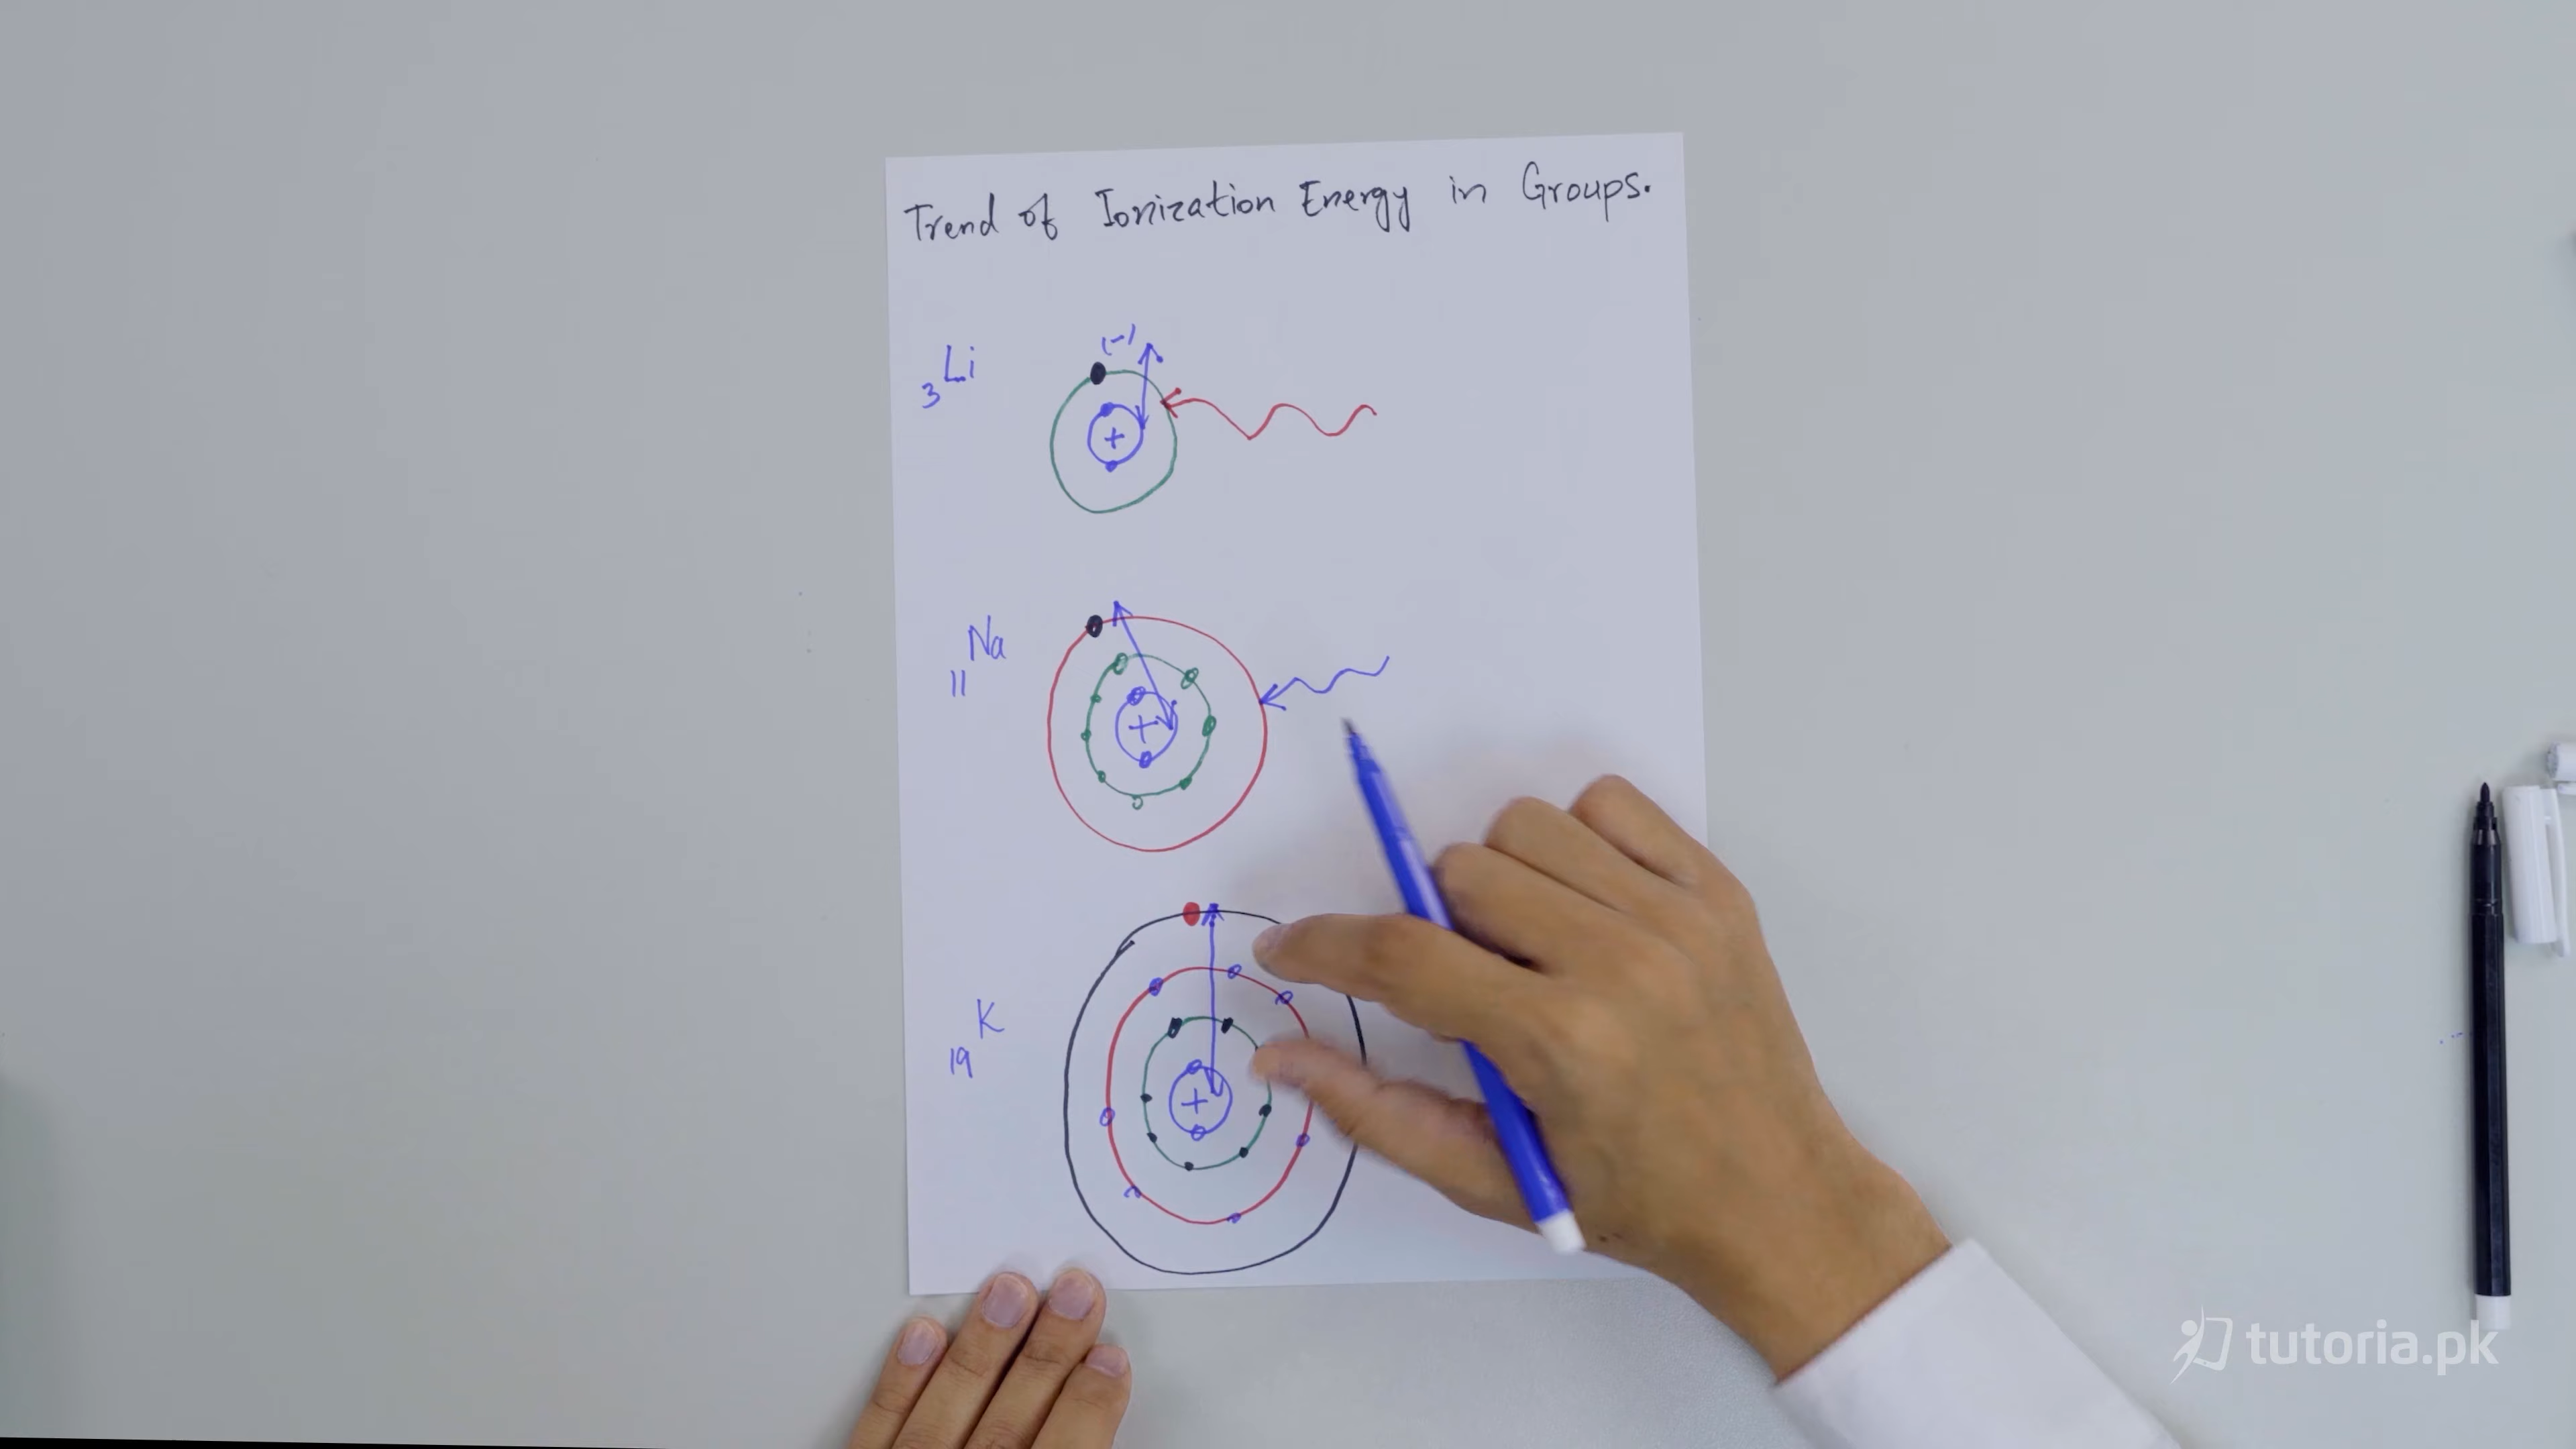 Trend of Ionization Energy in Groups.
3Li
(-)
+
11Na
+
19K
+
tutoria.pk